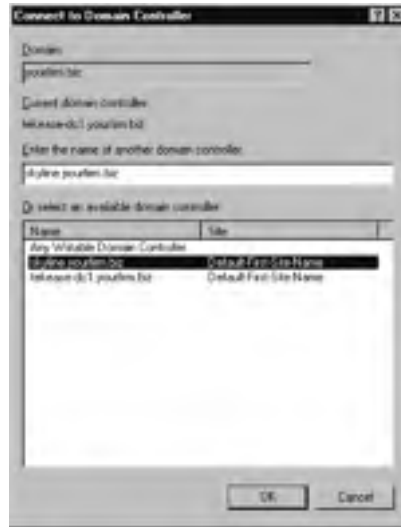 Connect to Domain Controller
Domain:
yourfirm.biz
Current domain controller:
tekease-dc1.yourfirm.biz
Enter the name of another domain controller:
skyline.yourfirm.biz
Or select an available domain controller:
Name Site
Any Writable Domain Controller
skyline.yourfirm.biz Default-First-Site-Name
tekease-dc1.yourfirm.biz Default-First-Site-Name
OK Cancel